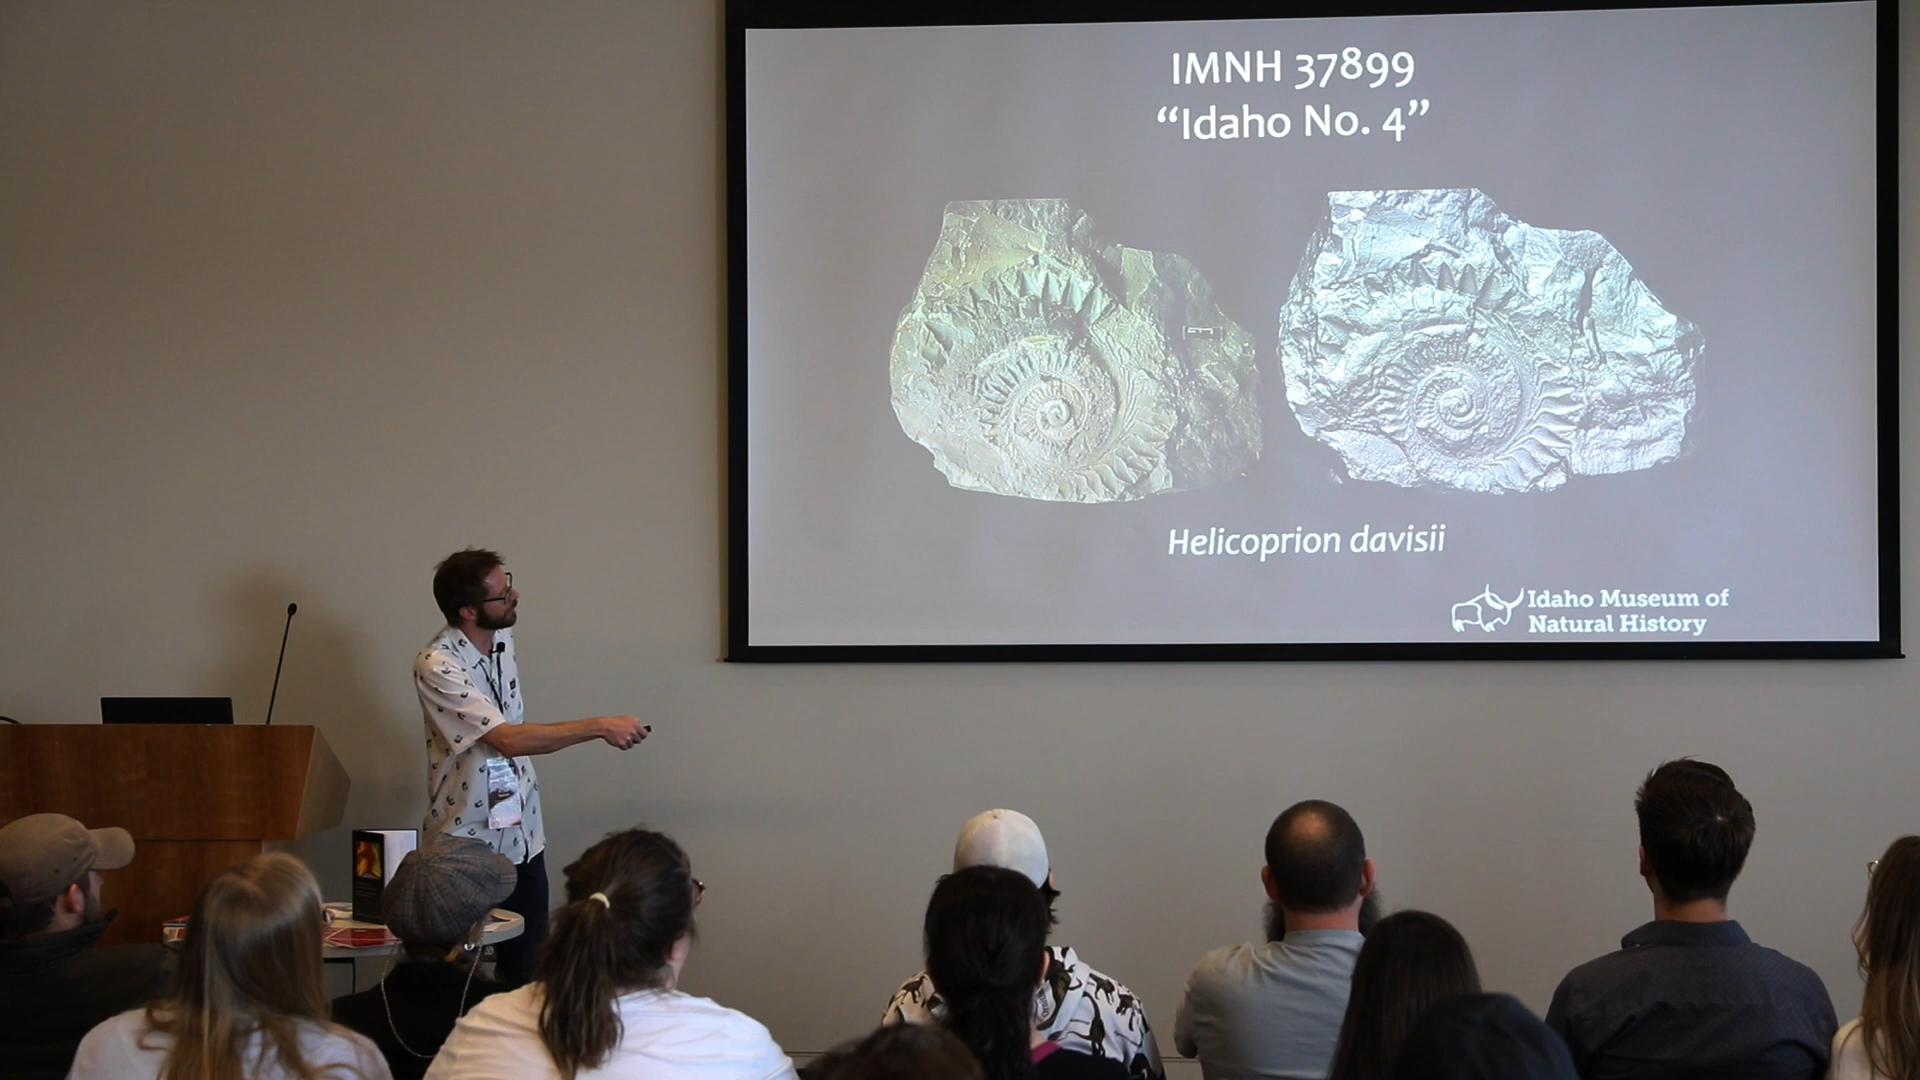 IMNH 37899
“Idaho No. 4”
Helicoprion davisii
Idaho Museum of
Natural History